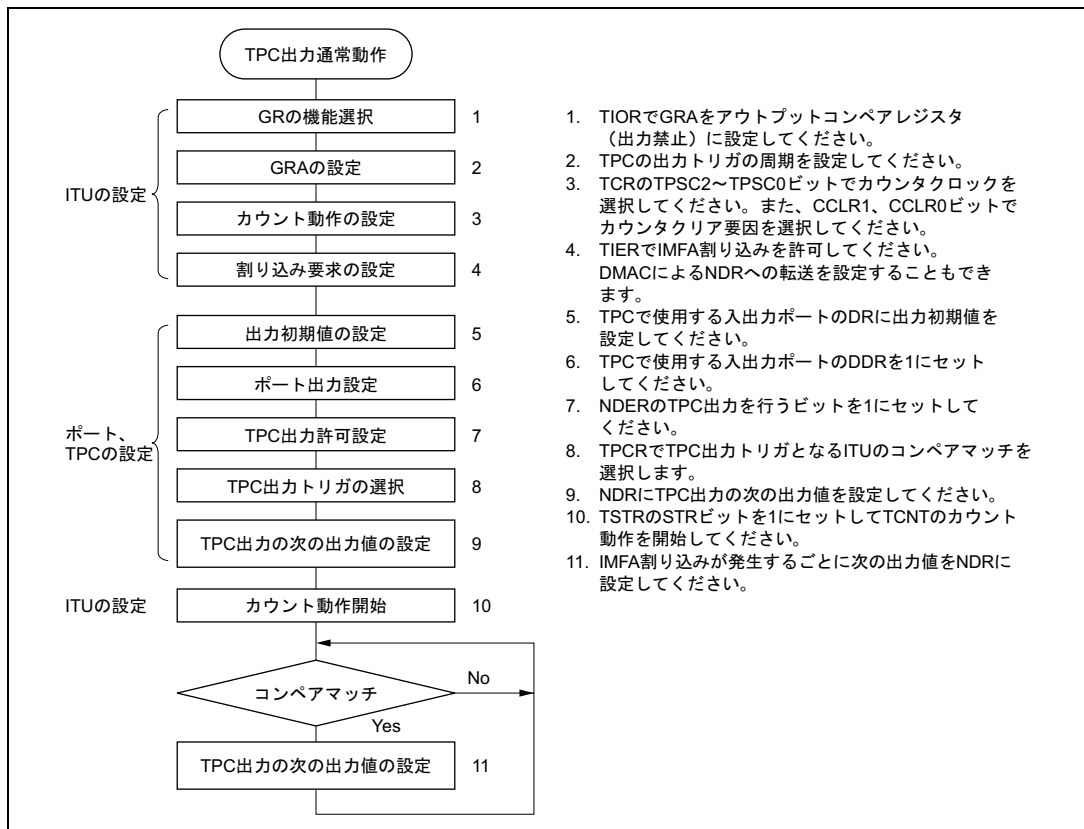 TPC出力通常動作
ITUの設定
GRの機能選択 1
GRAの設定 2
カウント動作の設定 3
割り込み要求の設定 4
ポート、
TPCの設定
出力初期値の設定 5
ポート出力設定 6
TPC出力許可設定 7
TPC出力トリガの選択 8
TPC出力の次の出力値の設定 9
ITUの設定
カウント動作開始 10
コンペアマッチ
No
Yes
TPC出力の次の出力値の設定 11
1. TIORでGRAをアウトプットコンペアレジスタ
（出力禁止）に設定してください。
2. TPCの出力トリガの周期を設定してください。
3. TCRのTPSC2～TPSC0ビットでカウンタクロックを
選択してください。また、CCLR1、CCLR0ビットで
カウンタクリア要因を選択してください。
4. TIERでIMFA割り込みを許可してください。
DMACによるNDRへの転送を設定することもでき
ます。
5. TPCで使用する入出力ポートのDRに出力初期値を
設定してください。
6. TPCで使用する入出力ポートのDDRを1にセット
してください。
7. NDERのTPC出力を行うビットを1にセットして
ください。
8. TPCRでTPC出力トリガとなるITUのコンペアマッチを
選択します。
9. NDRにTPC出力の次の出力値を設定してください。
10. TSTRのSTRビットを1にセットしてTCNTのカウント
動作を開始してください。
11. IMFA割り込みが発生するごとに次の出力値をNDRに
設定してください。